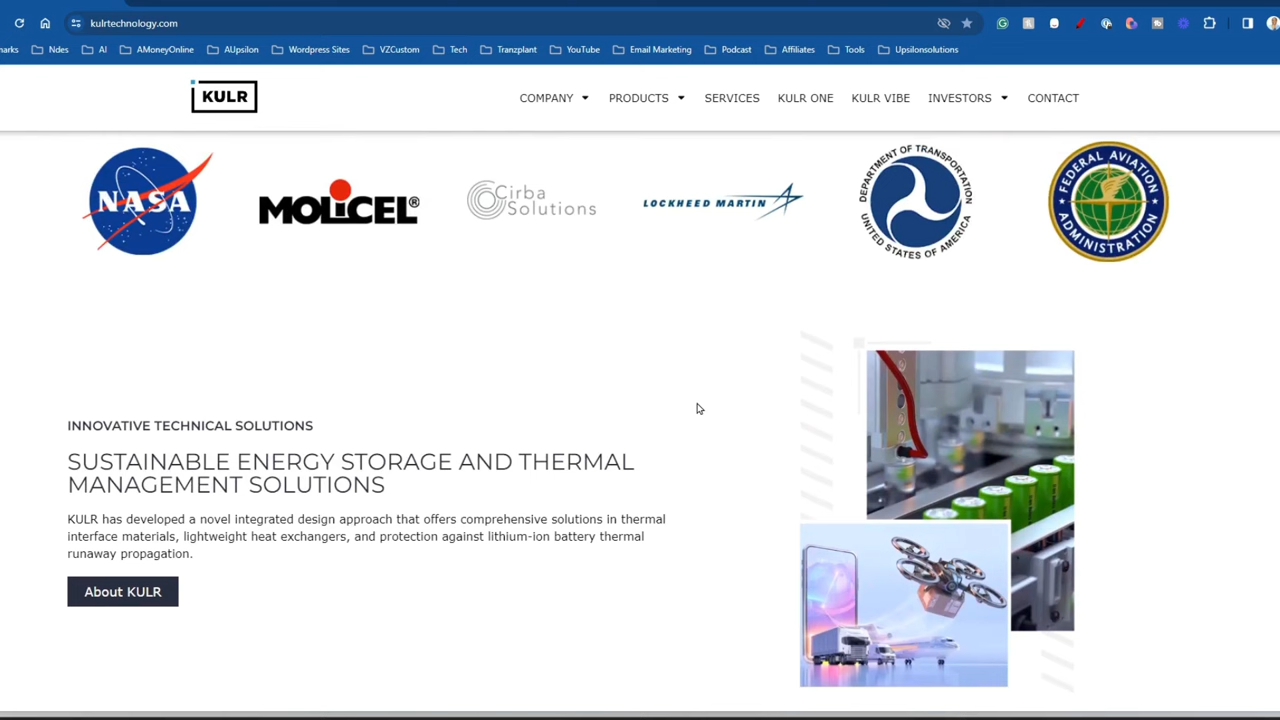 kulrtechnology.com
marks Ndes AI AMoneyOnline AUpsilon Wordpress Sites VZCustom Tech Tranzplant YouTube Email Marketing Podcast Affiliates Tools Upsilonsolutions
KULR COMPANY PRODUCTS SERVICES KULR ONE KULR VIBE INVESTORS CONTACT
NASA MOLiCEL® Cirba Solutions LOCKHEED MARTIN DEPARTMENT OF TRANSPORTATION UNITED STATES OF AMERICA FEDERAL AVIATION ADMINISTRATION
INNOVATIVE TECHNICAL SOLUTIONS
SUSTAINABLE ENERGY STORAGE AND THERMAL
MANAGEMENT SOLUTIONS
KULR has developed a novel integrated design approach that offers comprehensive solutions in thermal
interface materials, lightweight heat exchangers, and protection against lithium-ion battery thermal
runaway propagation.
About KULR